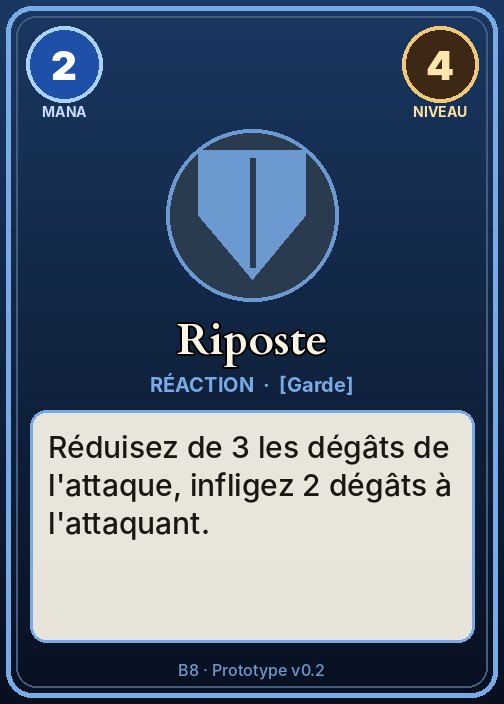 2
4
MANA
NIVEAU
Riposte
RÉACTION · [Garde]
Réduisez de 3 les dégâts de
l'attaque, infligez 2 dégâts à
l'attaquant.
B8 · Prototype v0.2